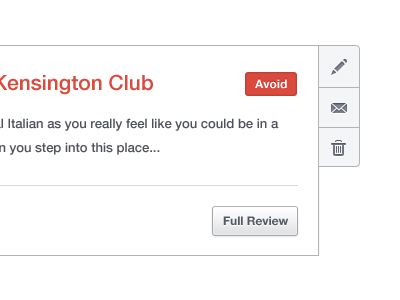 Kensington Club
Avoid
Italian as you really feel like you could be in a
you step into this place...
Full Review